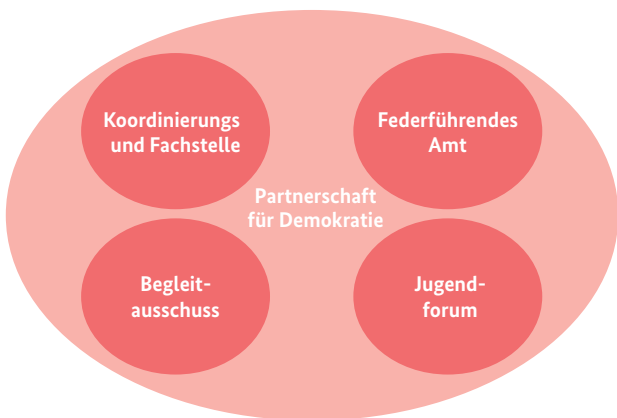 Koordinierungs
und Fachstelle
Federführendes
Amt
Partnerschaft
für Demokratie
Begleit-
ausschuss
Jugend-
forum